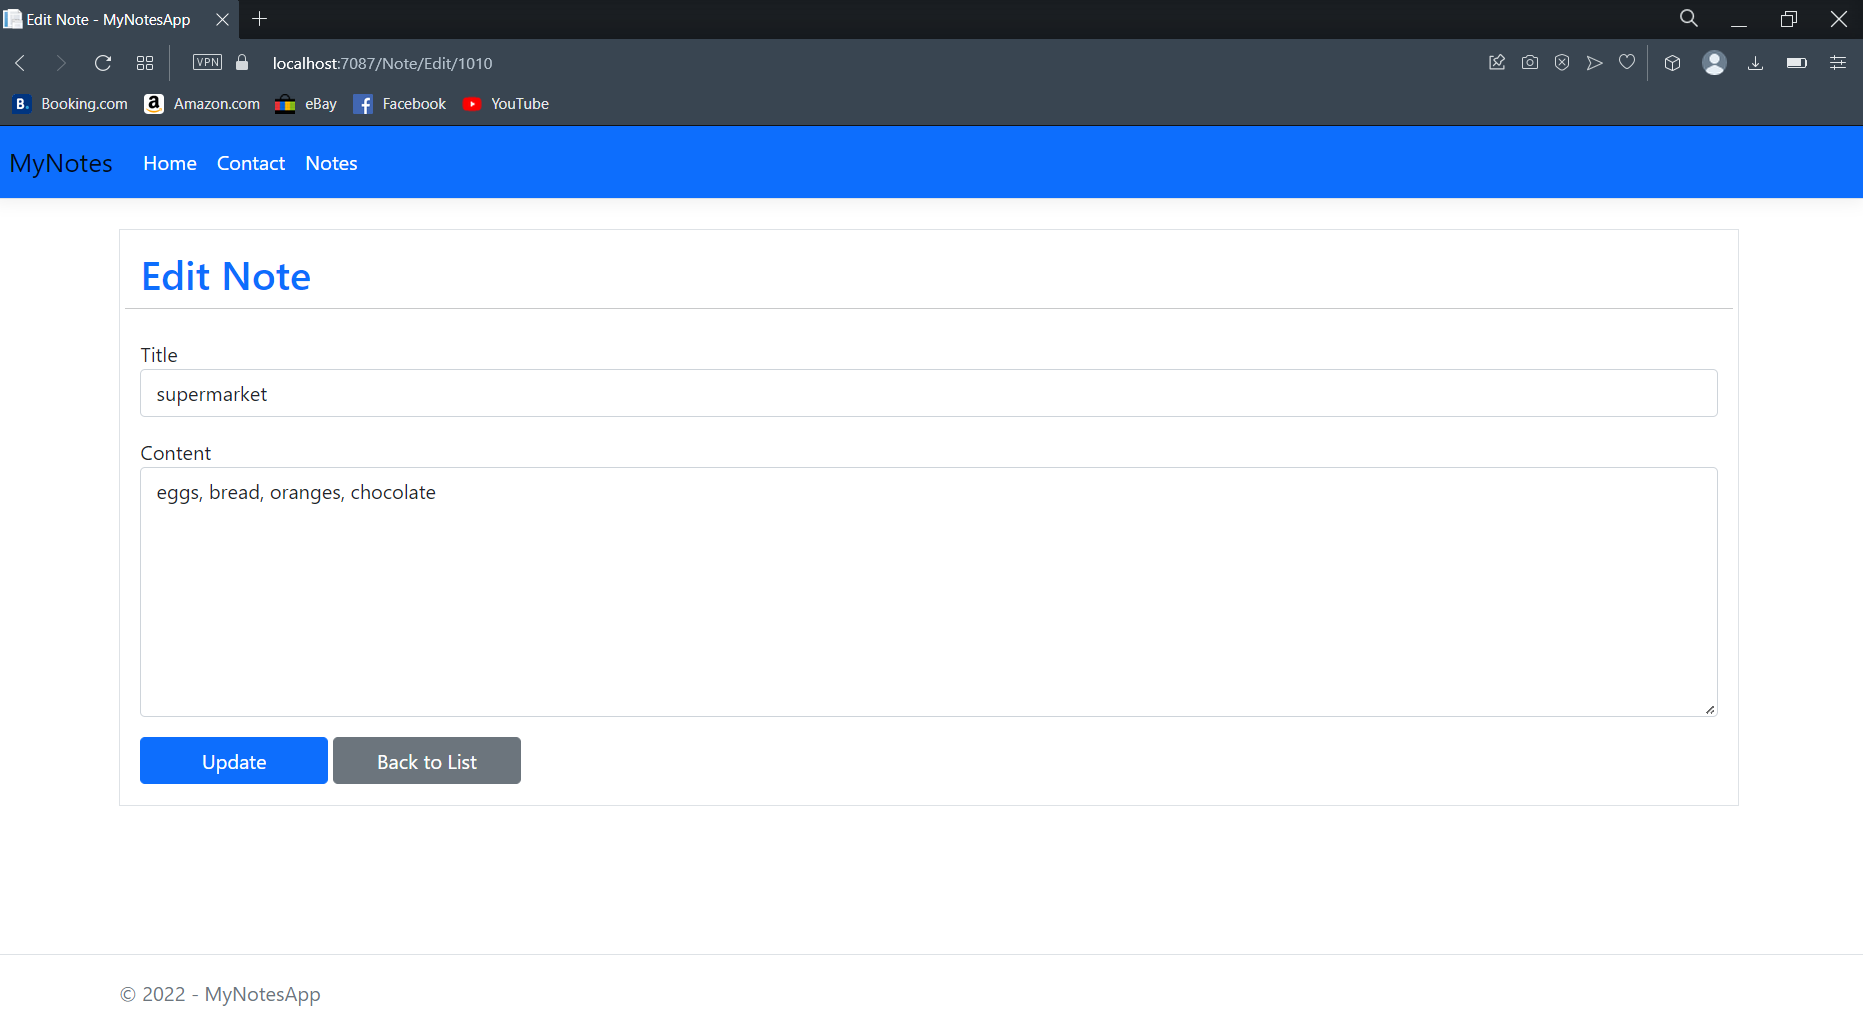 Edit Note - MyNotesApp
VPN localhost:7087/Note/Edit/1010
B. Booking.com a Amazon.com eBay f Facebook YouTube
MyNotes Home Contact Notes
Edit Note
Title
supermarket
Content
eggs, bread, oranges, chocolate
Update Back to List
© 2022 - MyNotesApp